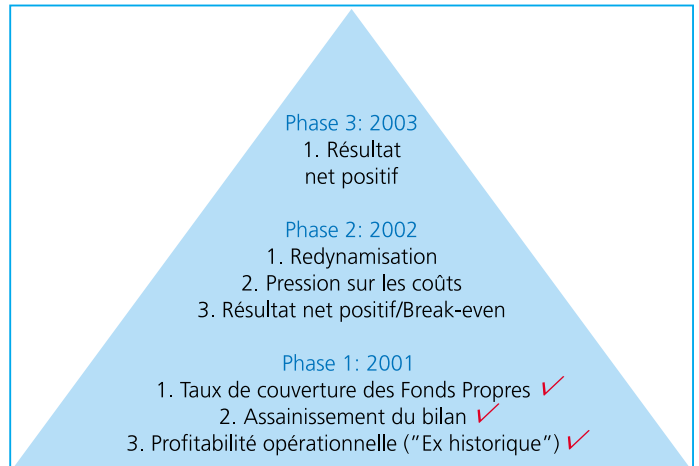 Phase 3: 2003
1. Résultat
net positif
Phase 2: 2002
1. Redynamisation
2. Pression sur les coûts
3. Résultat net positif/Break-even
Phase 1: 2001
1. Taux de couverture des Fonds Propres ✓
2. Assainissement du bilan ✓
3. Profitabilité opérationnelle ("Ex historique") ✓